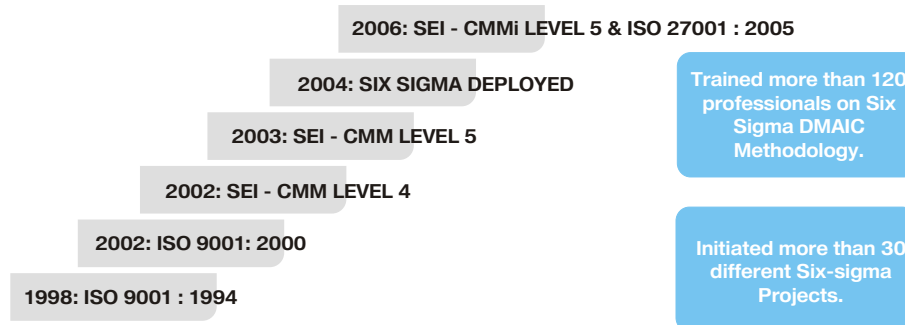 2006: SEI - CMMi LEVEL 5 & ISO 27001 : 2005
2004: SIX SIGMA DEPLOYED
2003: SEI - CMM LEVEL 5
2002: SEI - CMM LEVEL 4
2002: ISO 9001: 2000
1998: ISO 9001 : 1994
Trained more than 120
professionals on Six
Sigma DMAIC
Methodology.
Initiated more than 30
different Six-sigma
Projects.